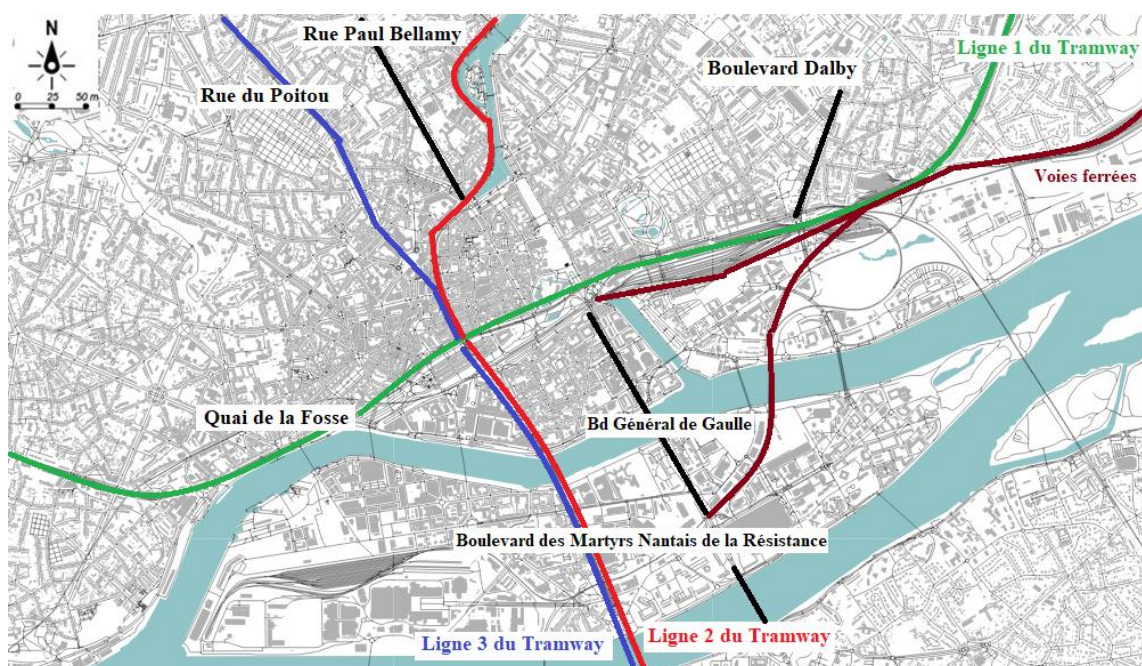 N
0 25 50 m
Rue Paul Bellamy
Ligne 1 du Tramway
Boulevard Dalby
Rue du Poitou
Voies ferrées
Quai de la Fosse
Bd Général de Gaulle
Boulevard des Martyrs Nantais de la Résistance
Ligne 3 du Tramway
Ligne 2 du Tramway